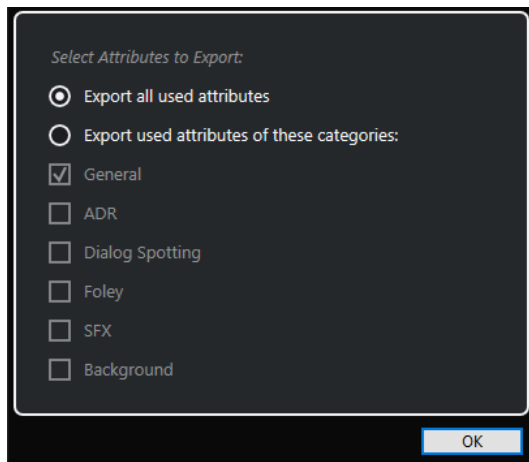 Select Attributes to Export:
Export all used attributes
Export used attributes of these categories:
General
ADR
Dialog Spotting
Foley
SFX
Background
OK